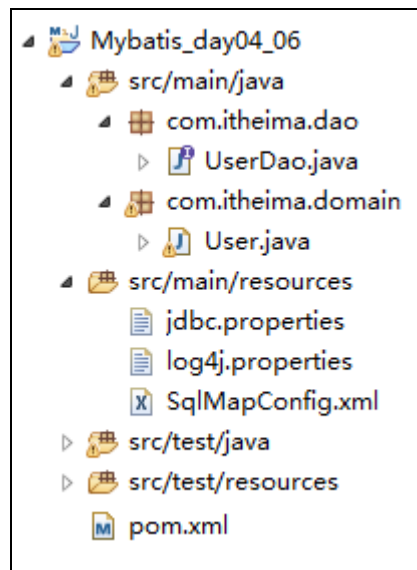 Mybatis_day04_06
src/main/java
com.itheima.dao
UserDao.java
com.itheima.domain
User.java
src/main/resources
jdbc.properties
log4j.properties
SqlMapConfig.xml
src/test/java
src/test/resources
pom.xml